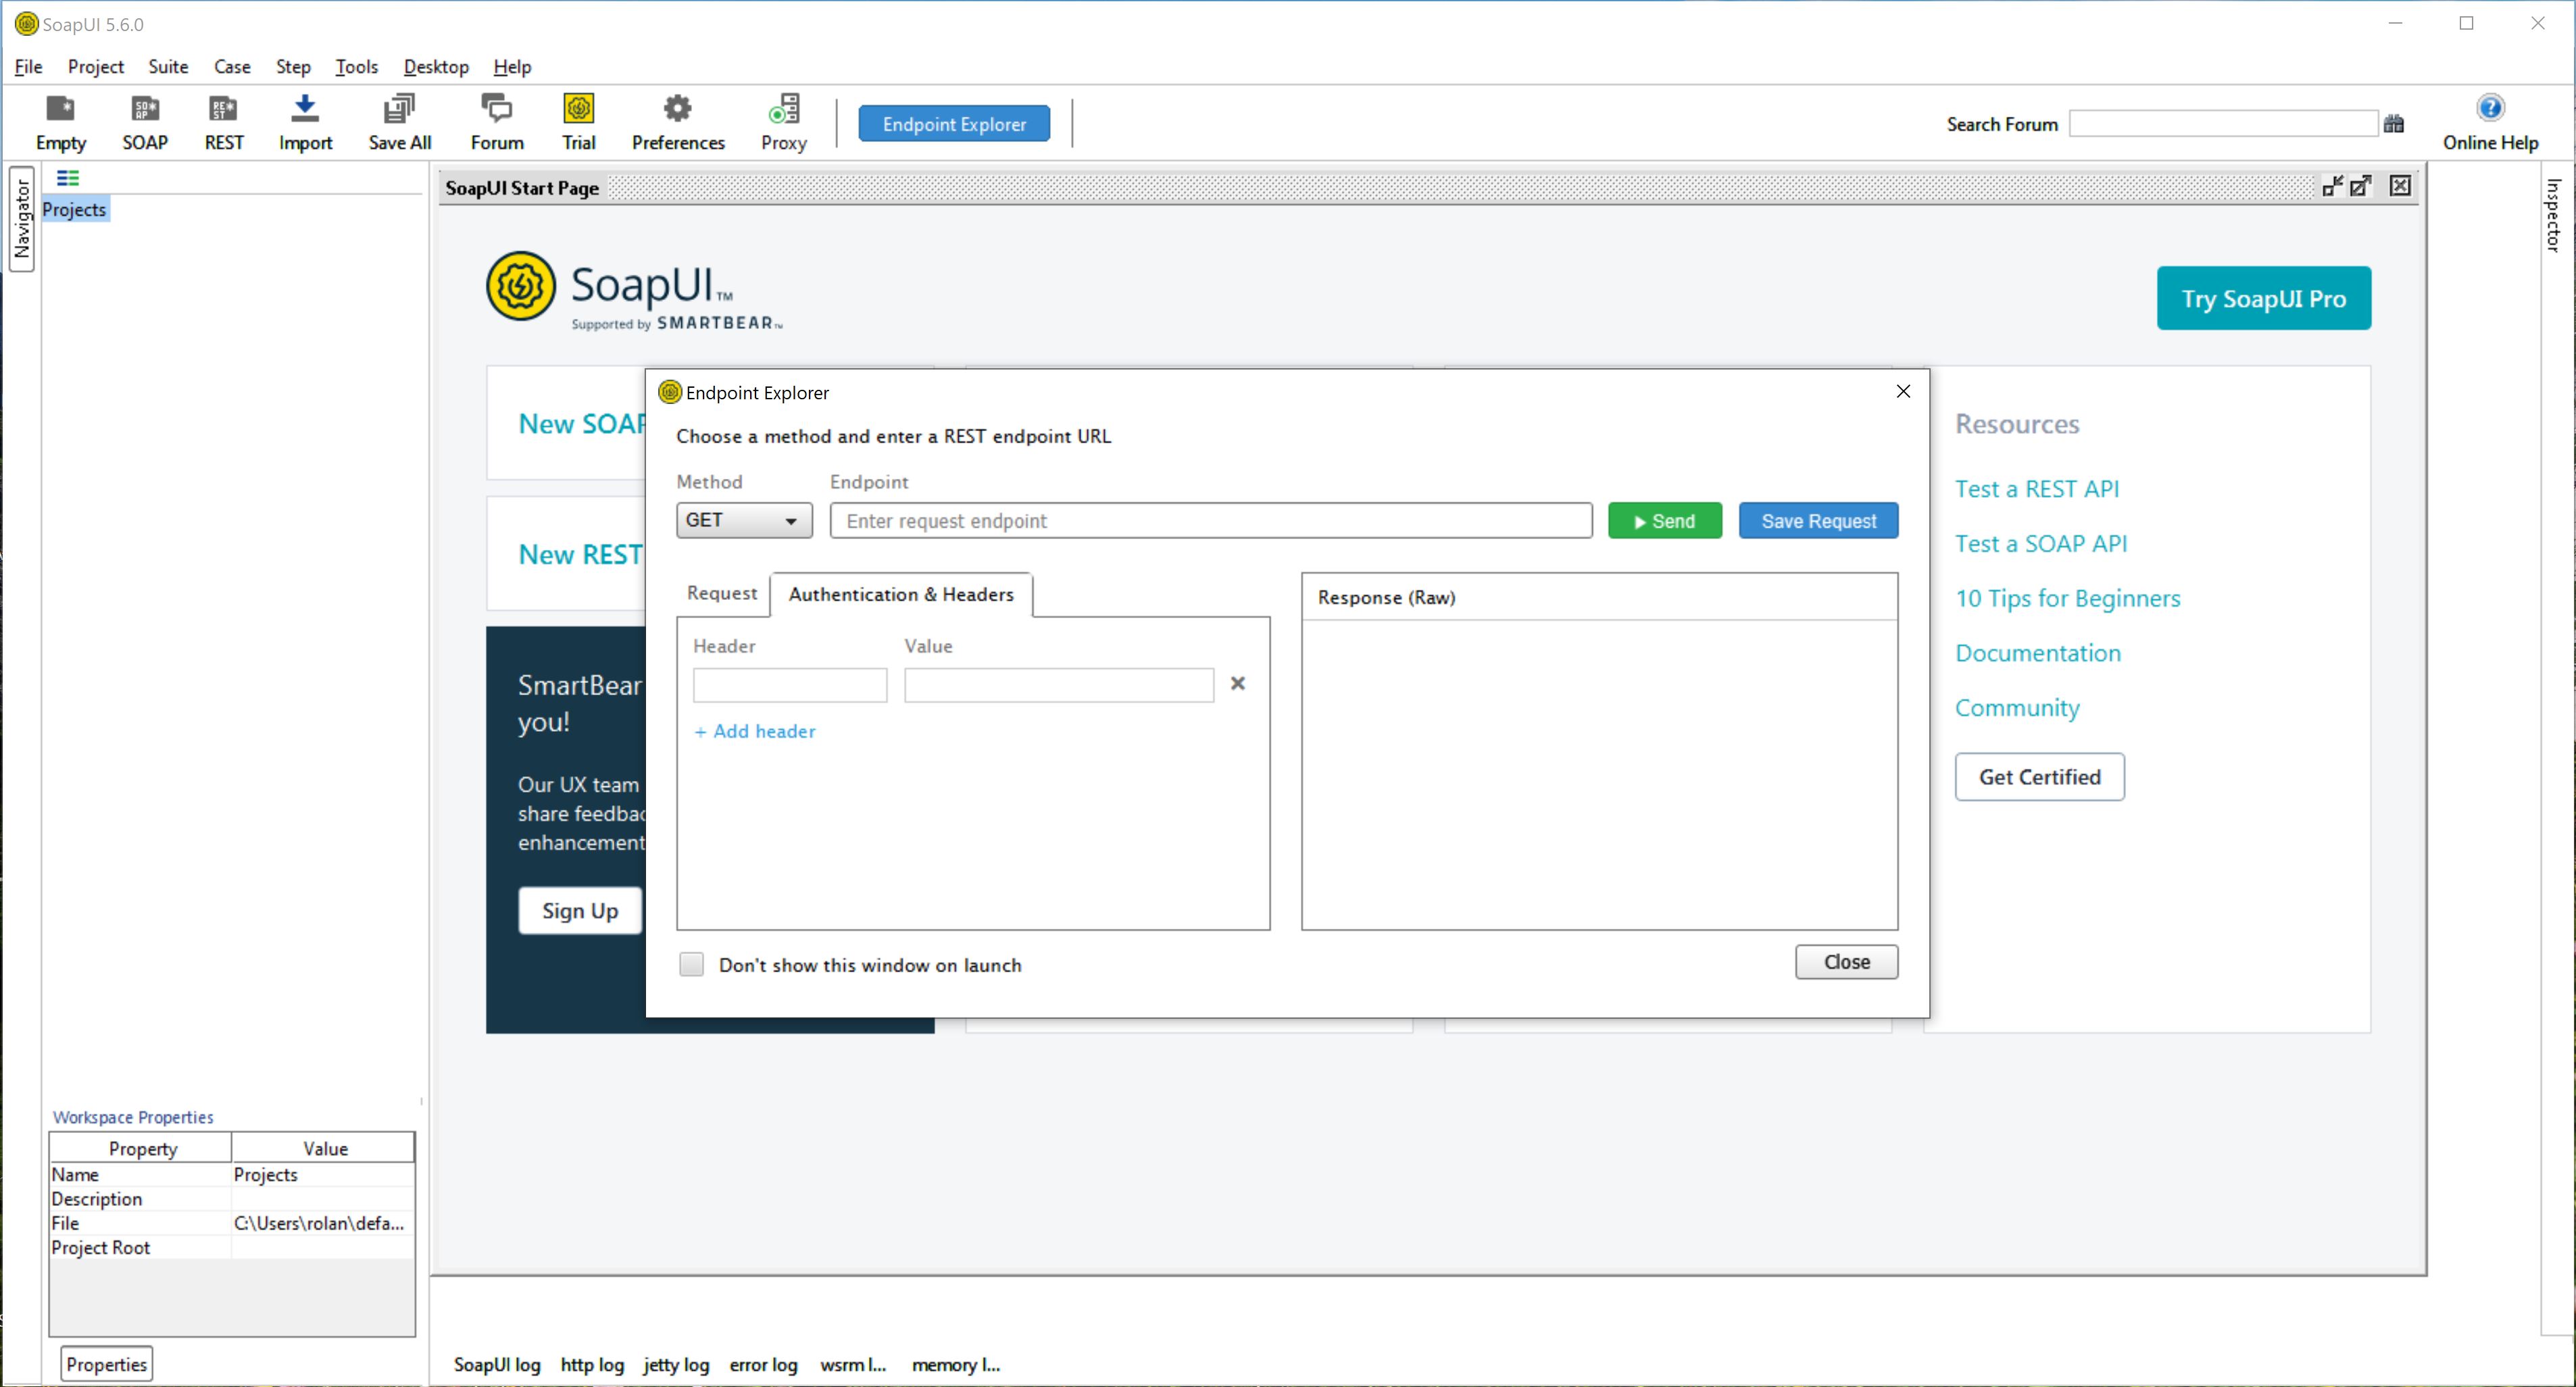 SoapUI 5.6.0
File Project Suite Case Step Tools Desktop Help
Empty SOAP REST Import Save All Forum Trial Preferences Proxy Endpoint Explorer Search Forum Online Help
Navigator
Projects
SoapUI Start Page
Inspector
SoapUI™
Supported by SMARTBEAR™
Try SoapUI Pro
New SOAP
New REST
SmartBear
you!
Our UX team
share feedbac
enhancement
Sign Up
Endpoint Explorer
Choose a method and enter a REST endpoint URL
Method Endpoint
GET Enter request endpoint Send Save Request
Request Authentication & Headers
Header Value
+ Add header
Response (Raw)
Don't show this window on launch
Close
Resources
Test a REST API
Test a SOAP API
10 Tips for Beginners
Documentation
Community
Get Certified
Workspace Properties
Property Value
Name Projects
Description
File C:\Users\rolan\defa...
Project Root
Properties
SoapUI log http log jetty log error log wsrm l... memory l...